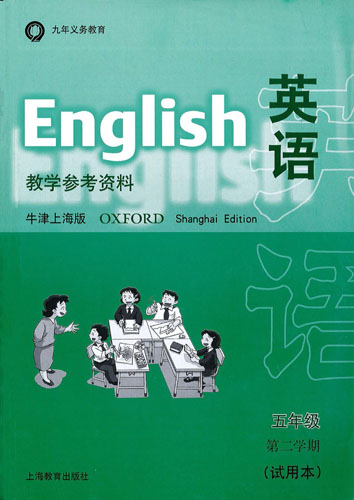 九年义务教育
English
英语
教学参考资料
牛津上海版 OXFORD Shanghai Edition
五年级
第二学期
(试用本)
上海教育出版社